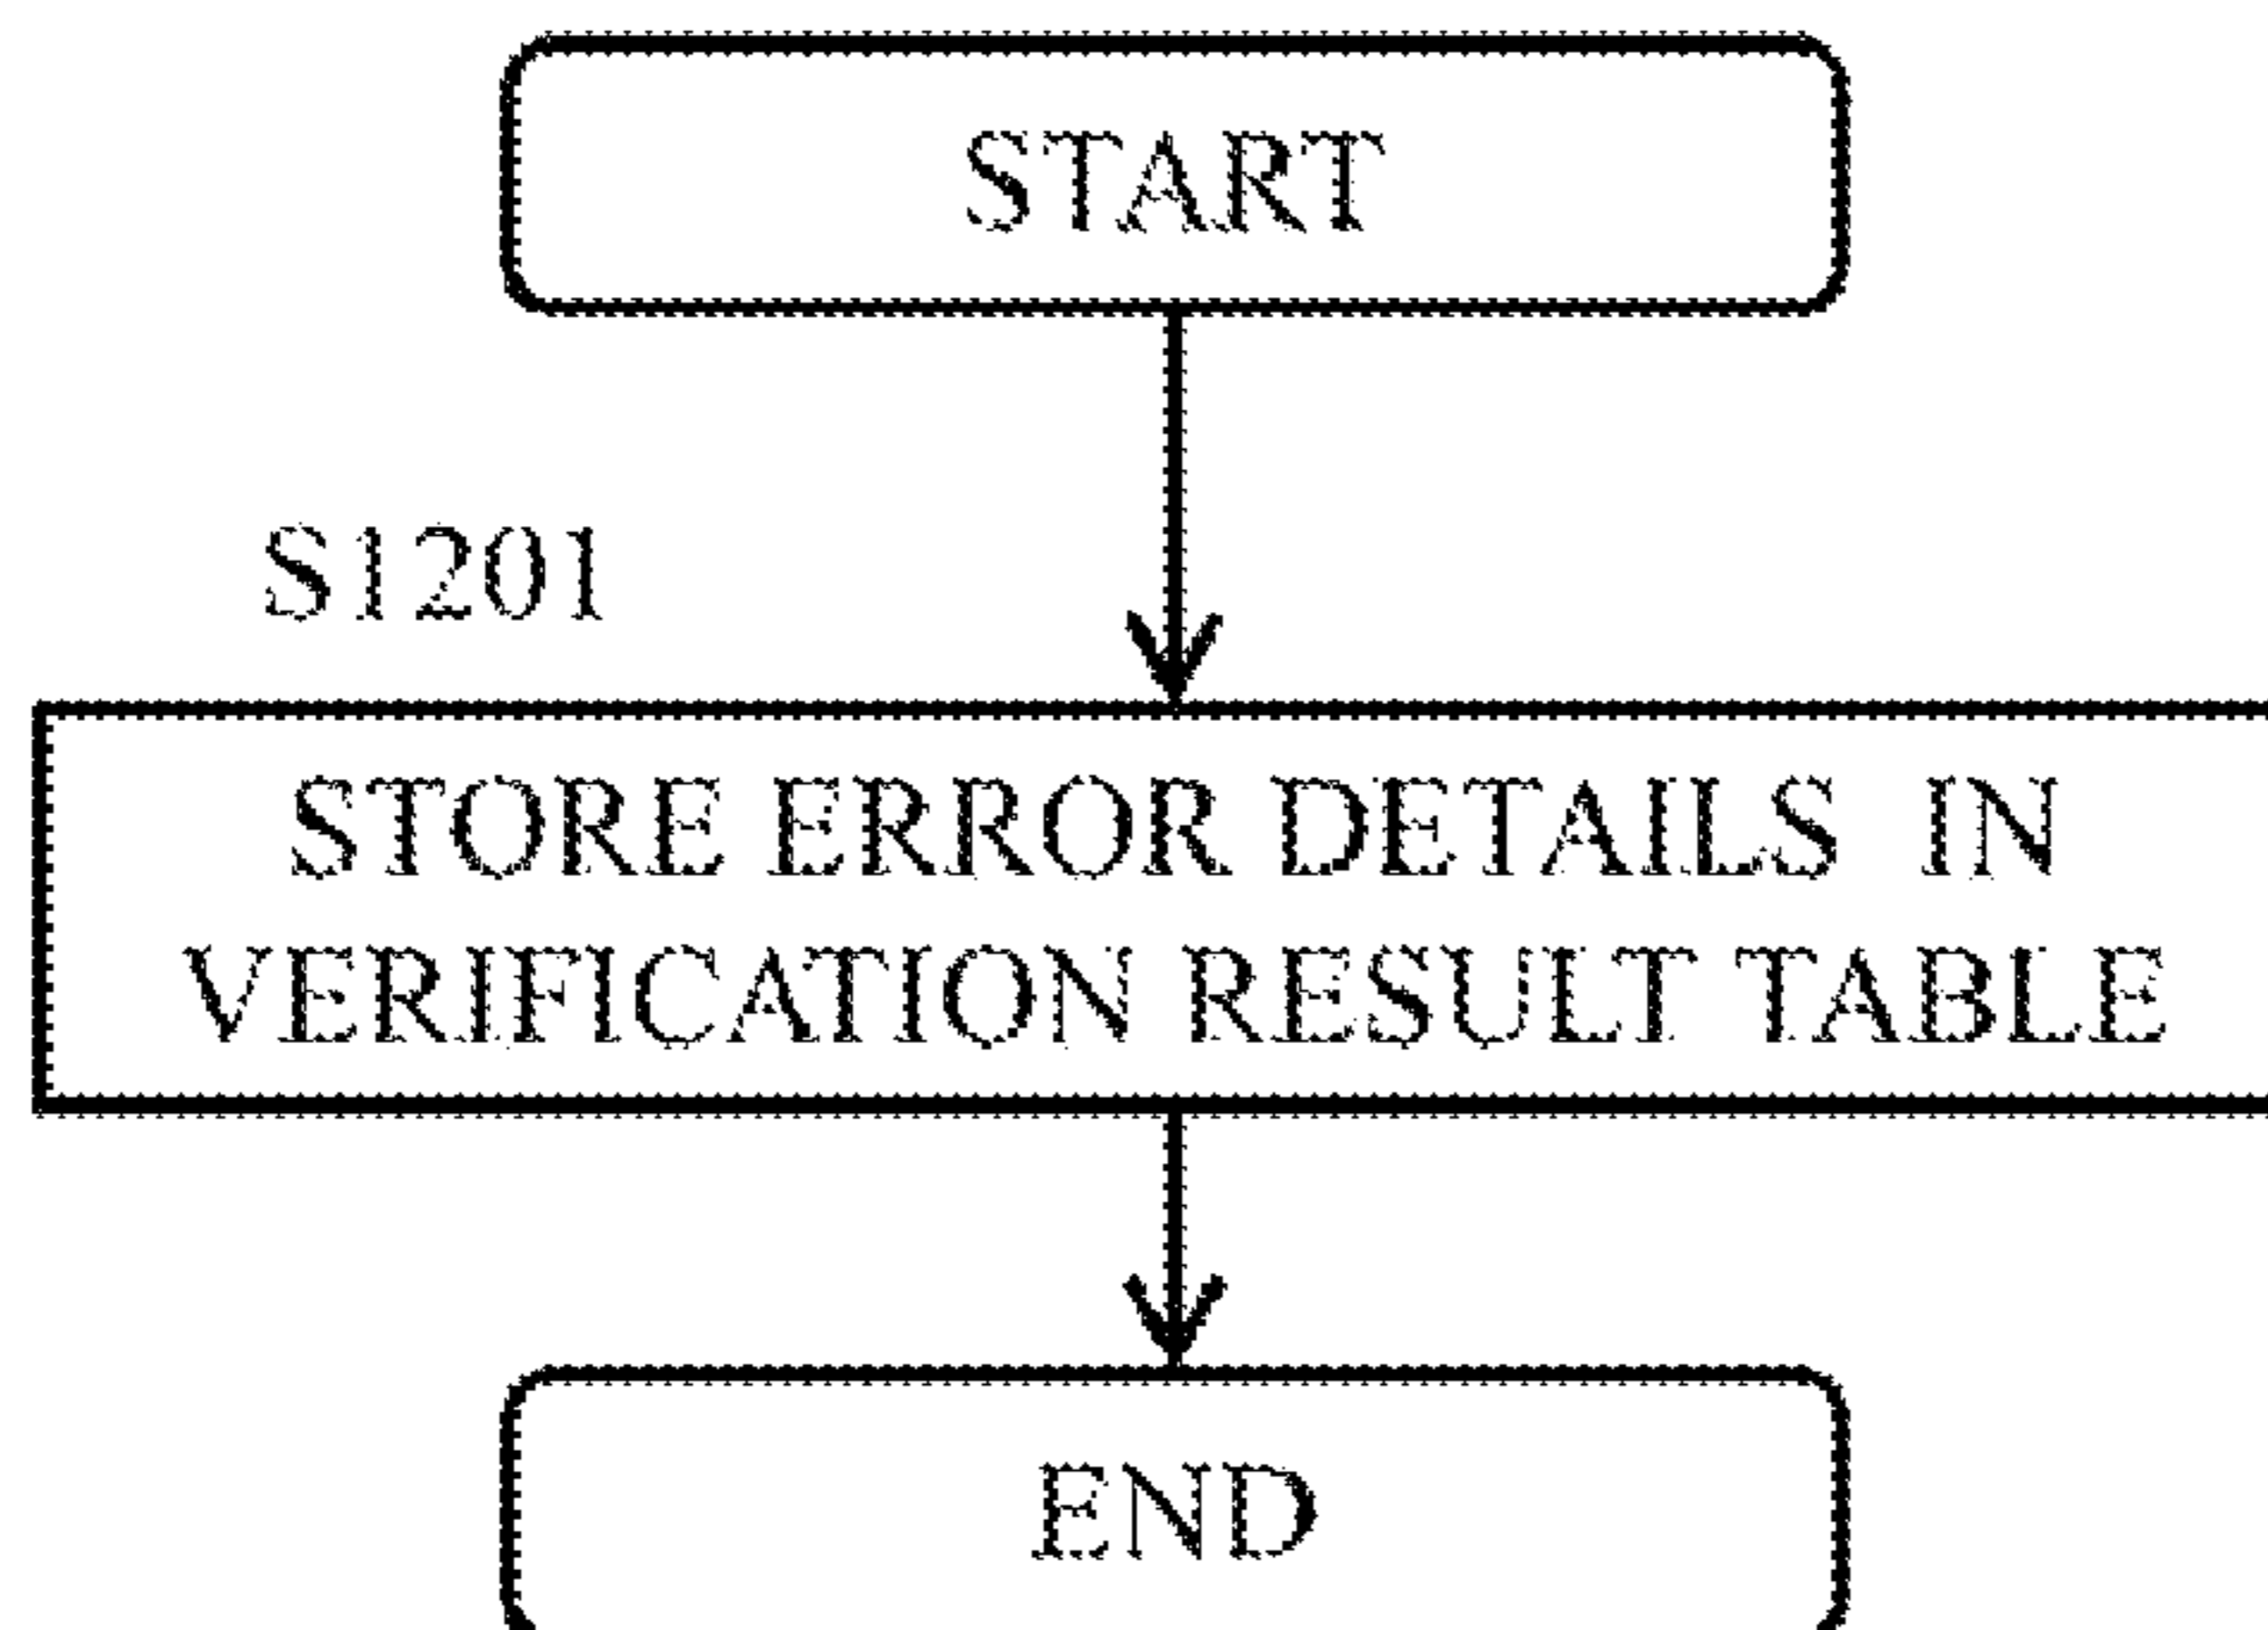 START
S1201
STORE ERROR DETAILS IN
VERIFICATION RESULT TABLE
END